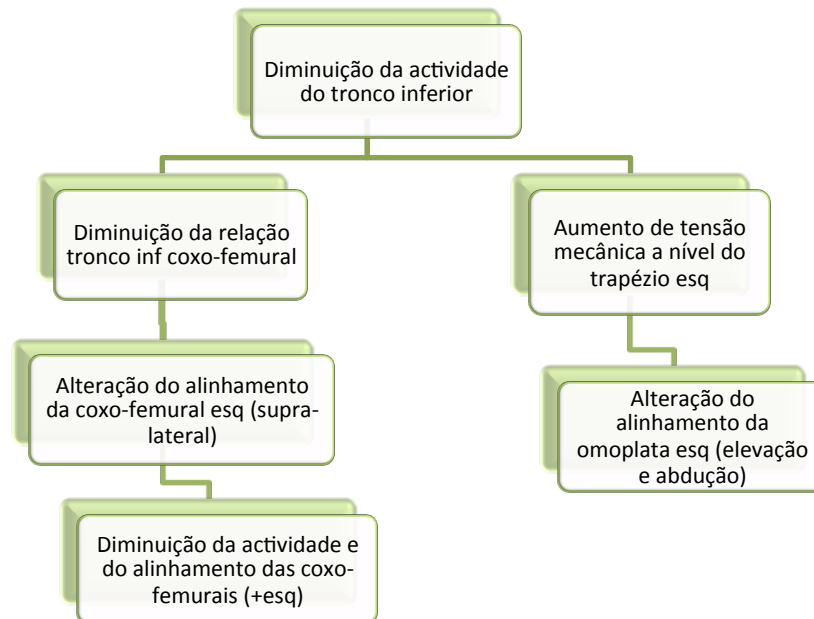 Diminuição da actividade
do tronco inferior
Diminuição da relação
tronco inf coxo-femural
Aumento de tensão
mecânica a nível do
trapézio esq
Alteração do alinhamento
da coxo-femural esq (supra-
lateral)
Alteração do
alinhamento da
omoplata esq (elevação
e abdução)
Diminuição da actividade e
do alinhamento das coxo-
femurais (+esq)